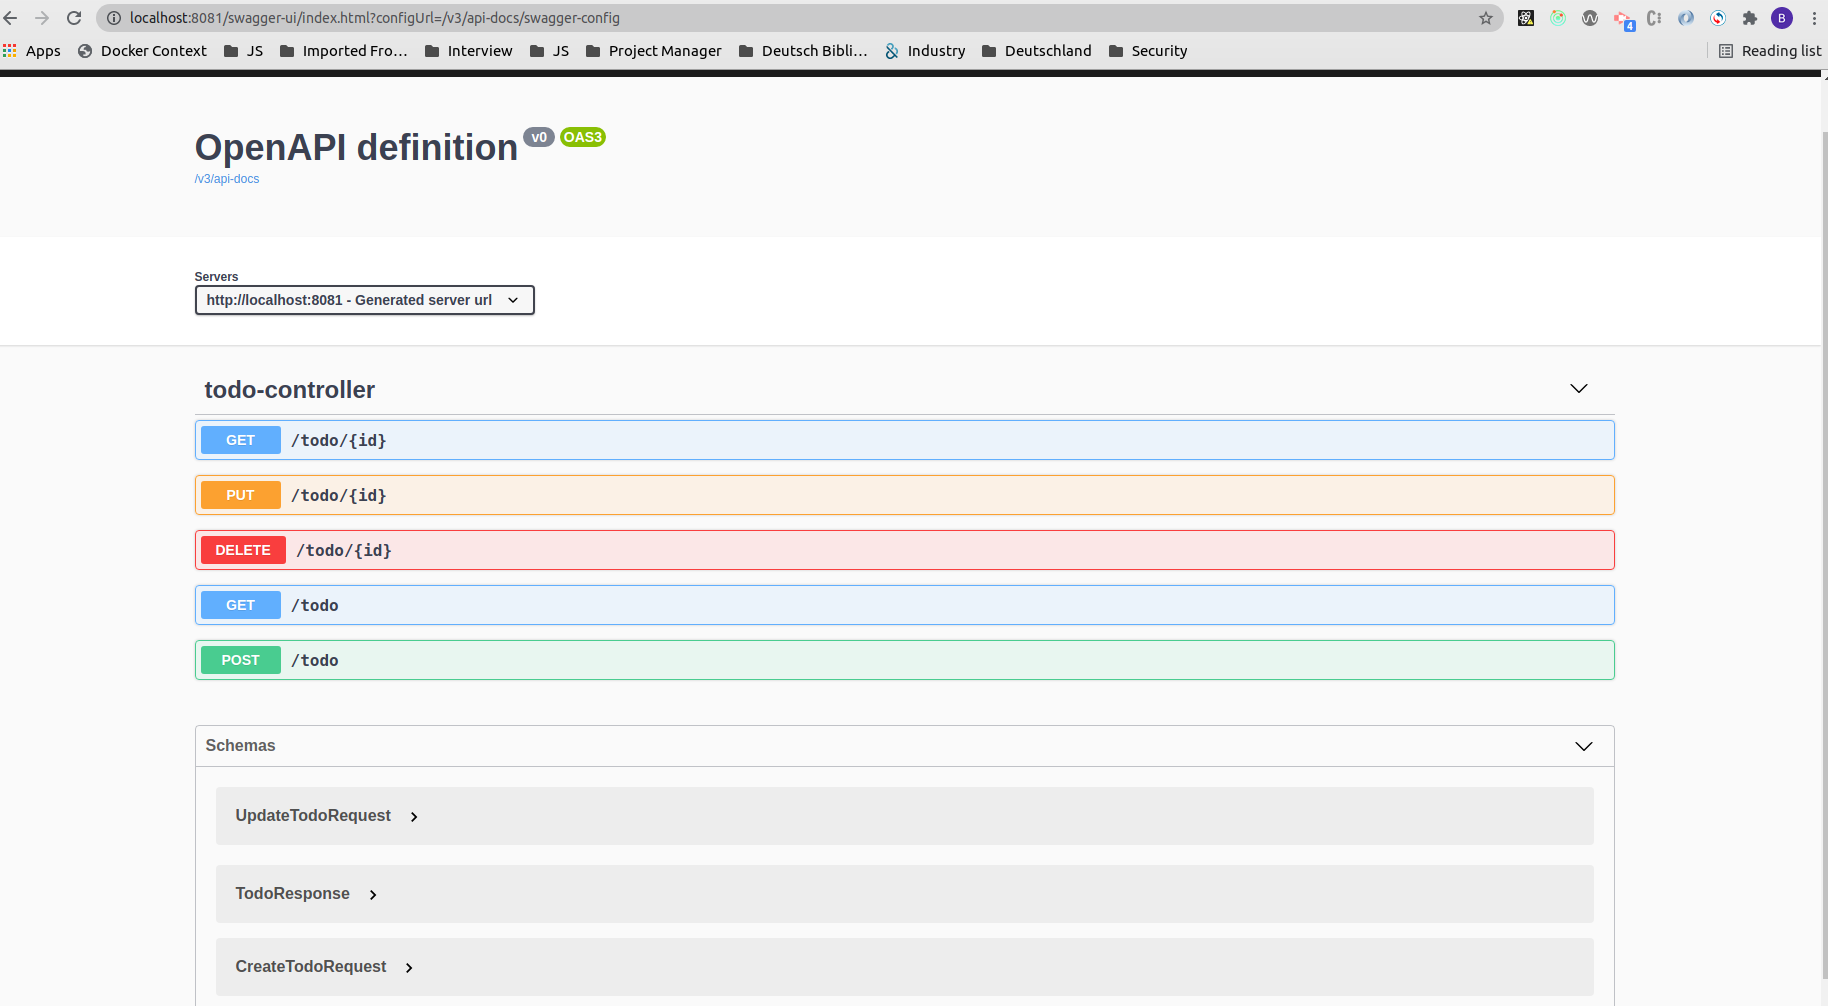 localhost:8081/swagger-ui/index.html?configUrl=/v3/api-docs/swagger-config
4
B
Apps Docker Context JS Imported Fro... Interview JS Project Manager Deutsch Bibli... Industry Deutschland Security Reading list
OpenAPI definition v0 OAS3
/v3/api-docs
Servers
http://localhost:8081 - Generated server url
todo-controller
GET /todo/{id}
PUT /todo/{id}
DELETE /todo/{id}
GET /todo
POST /todo
Schemas
UpdateTodoRequest
TodoResponse
CreateTodoRequest